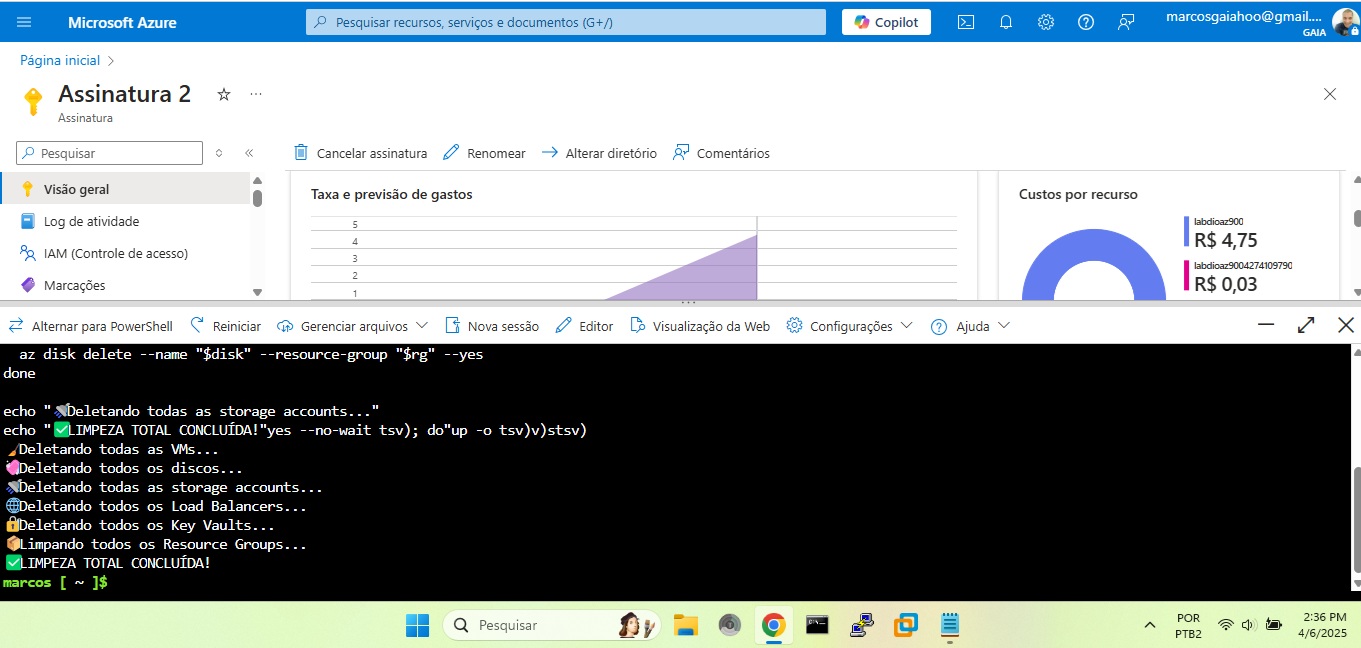 Microsoft Azure
Pesquisar recursos, serviços e documentos (G+/)
Copilot
marcosgaiahoo@gmail....
GAIA
Página inicial
Assinatura 2
Assinatura
Pesquisar
Cancelar assinatura
Renomear
Alterar diretório
Comentários
Visão geral
Log de atividade
IAM (Controle de acesso)
Marcações
Taxa e previsão de gastos
5
4
3
2
1
Custos por recurso
labdioaz900
R$ 4,75
labdioaz9004274109790
R$ 0,03
Alternar para PowerShell
Reiniciar
Gerenciar arquivos
Nova sessão
Editor
Visualização da Web
Configurações
Ajuda
az disk delete --name "$disk" --resource-group "$rg" --yes
done
echo "🚿Deletando todas as storage accounts..."
echo "✅LIMPEZA TOTAL CONCLUÍDA!"yes --no-wait tsv); do"up -o tsv)v)stsv)
🧹Deletando todas as VMs...
Deletando todos os discos...
🚿Deletando todas as storage accounts...
🌐Deletando todos os Load Balancers...
🔒Deletando todos os Key Vaults...
📦Limpando todos os Resource Groups...
✅LIMPEZA TOTAL CONCLUÍDA!
marcos [ ~ ]$
Pesquisar
POR
PTB2
2:36 PM
4/6/2025